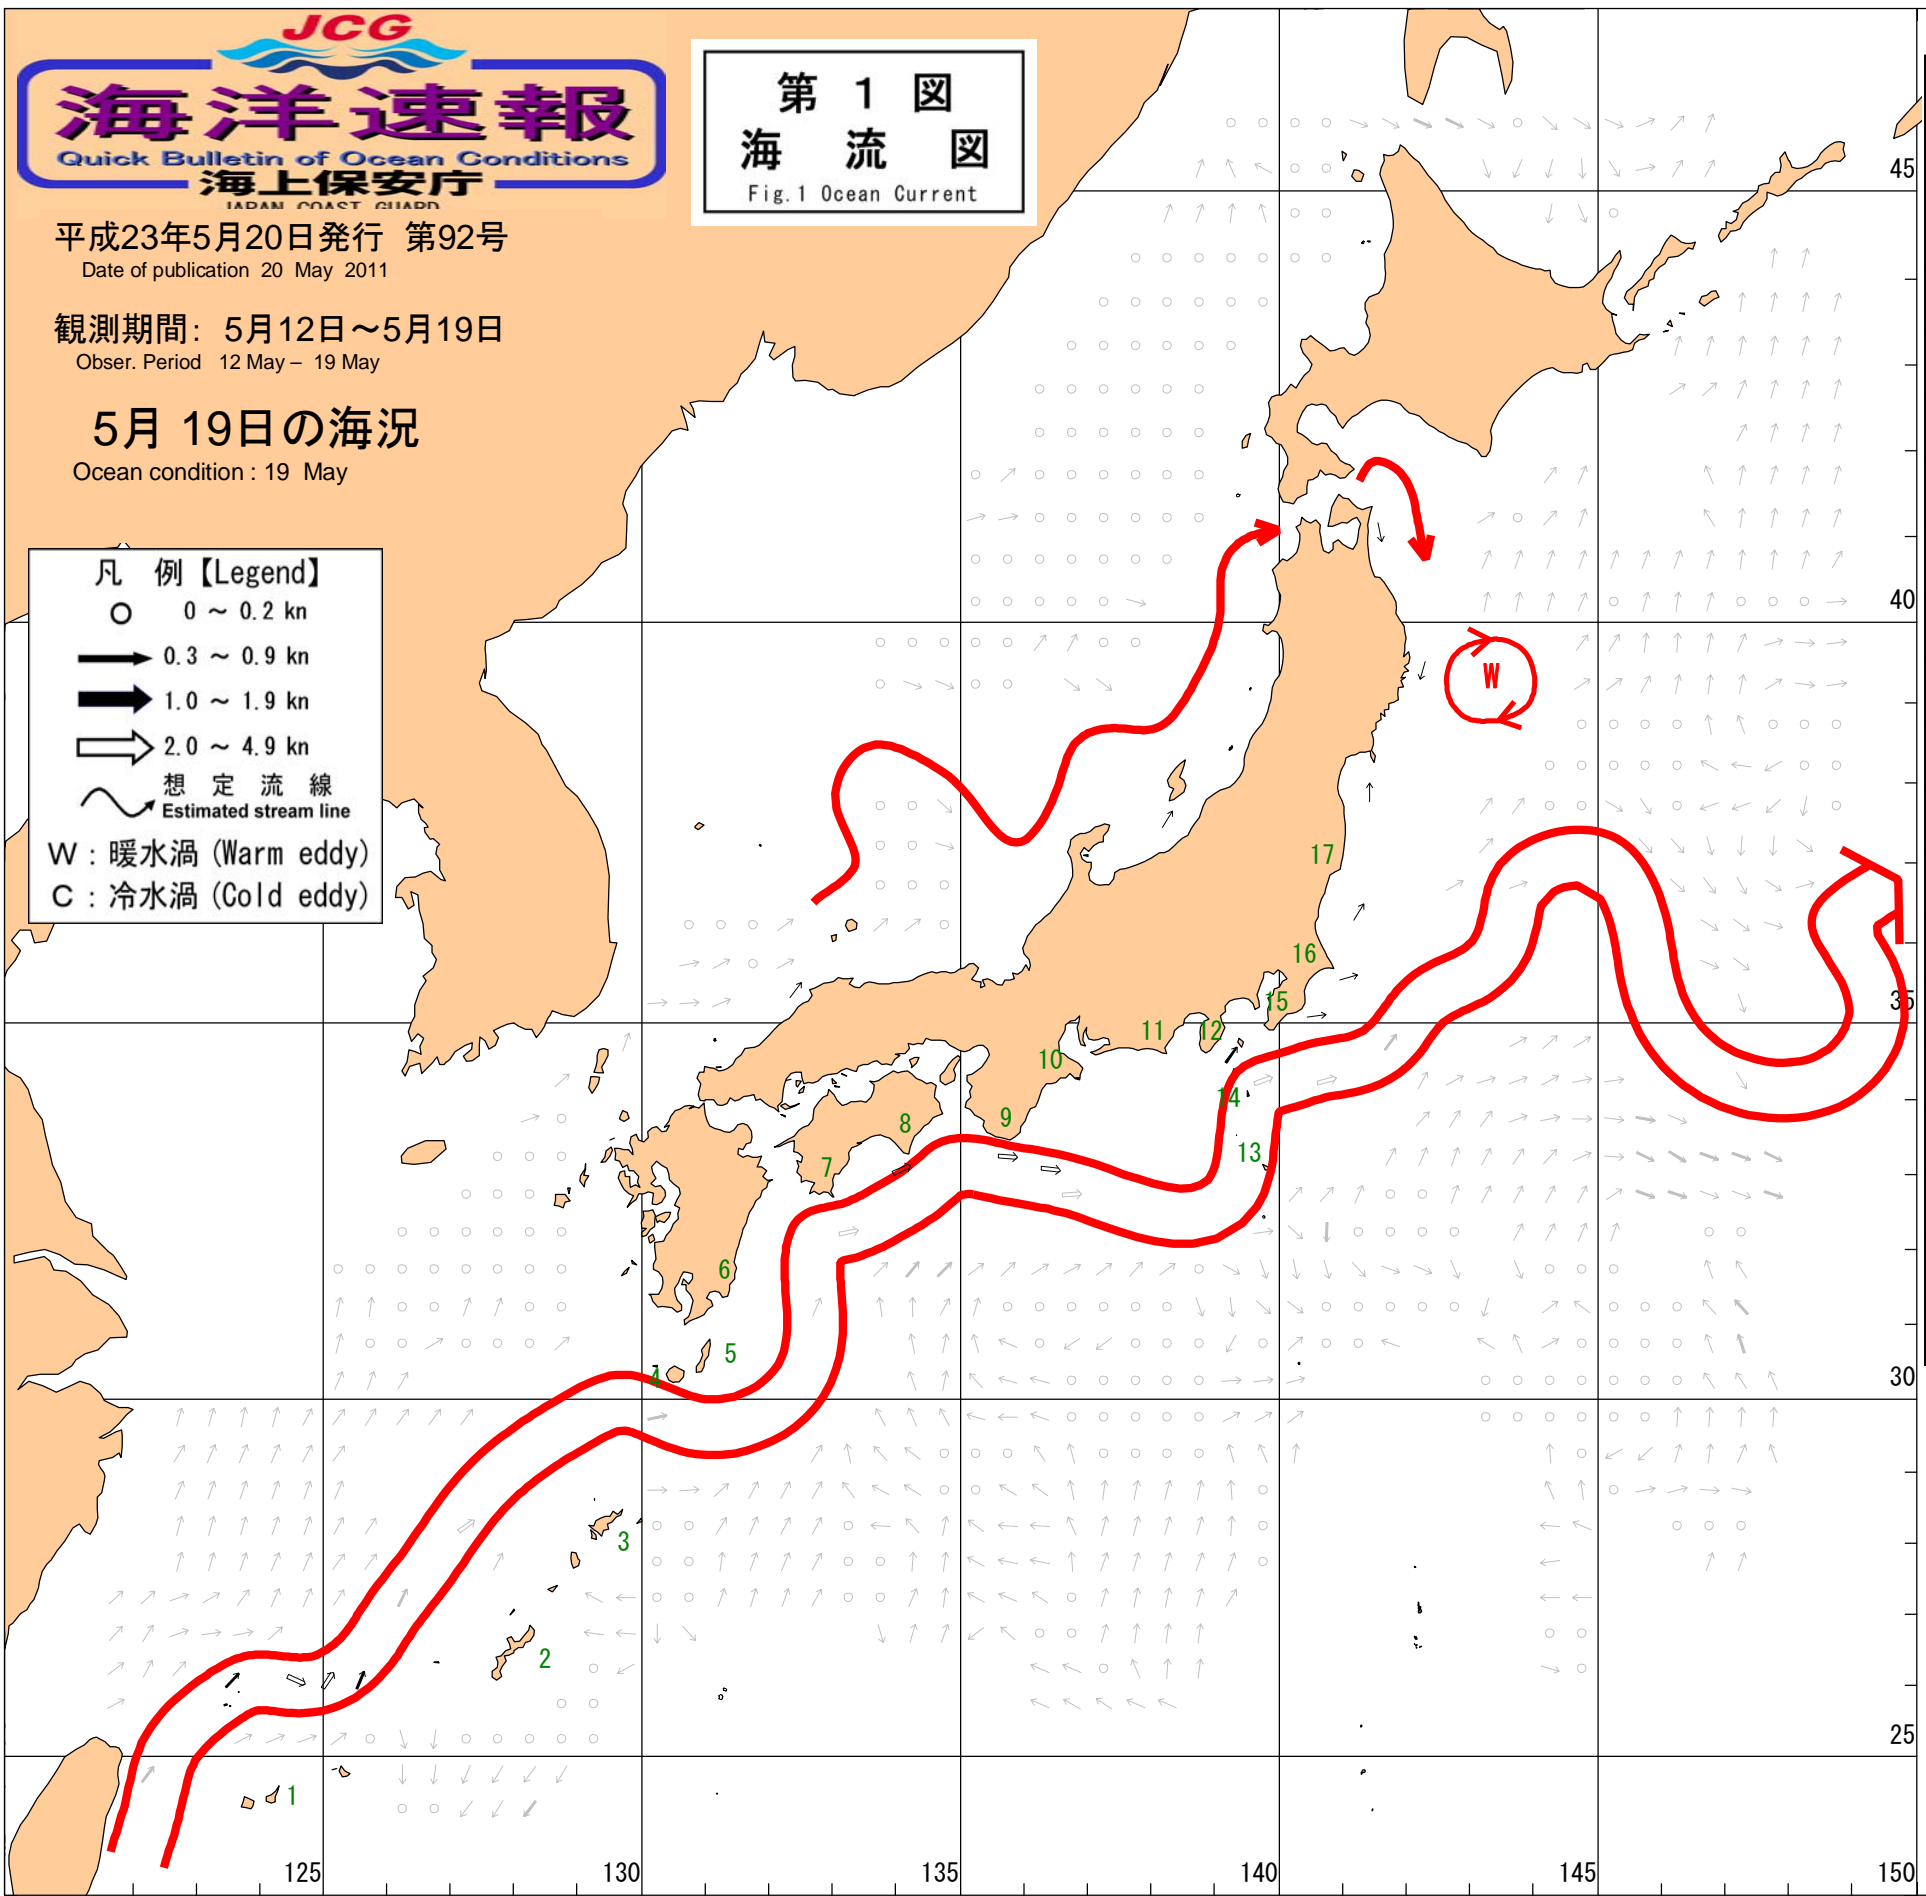 JCG
海洋速報
Quick Bulletin of Ocean Conditions
海上保安庁
JAPAN COAST GUARD
第 1 図
海 流 図
Fig.1 Ocean Current
平成23年5月20日発行 第92号
Date of publication 20 May 2011
観測期間: 5月12日～5月19日
Obser. Period 12 May – 19 May
5月 19日の海況
Ocean condition : 19 May
凡 例【Legend】
0 ～ 0.2 kn
0.3 ～ 0.9 kn
1.0 ～ 1.9 kn
2.0 ～ 4.9 kn
想 定 流 線
Estimated stream line
W : 暖水渦 (Warm eddy)
C : 冷水渦 (Cold eddy)
45
40
W
17
16
35
15
12
11
10
14
9
8
13
7
6
5
4
30
3
2
25
1
125
130
135
140
145
150